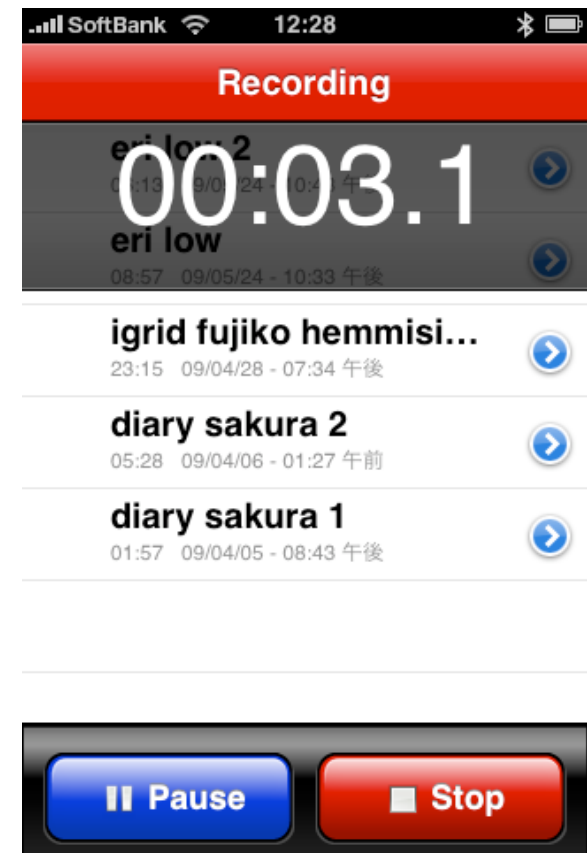 SoftBank 12:28
Recording
00:03.1
eri low 2
eri low
08:57 09/05/24 - 10:33 午後
igrid fujiko hemmisi...
23:15 09/04/28 - 07:34 午後
diary sakura 2
05:28 09/04/06 - 01:27 午前
diary sakura 1
01:57 09/04/05 - 08:43 午後
Pause Stop